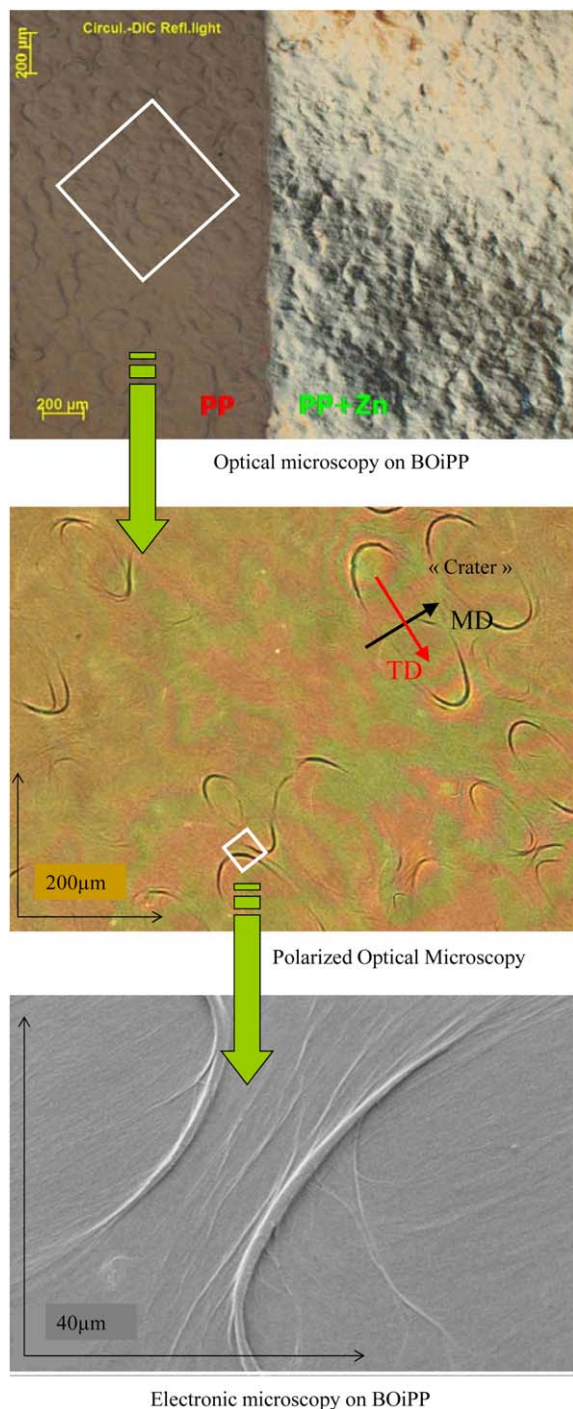 Circul.-DIC Refl.light
200 µm
200 µm
PP
PP+Zn
Optical microscopy on BOiPP
« Crater »
MD
TD
200µm
Polarized Optical Microscopy
40µm
Electronic microscopy on BOiPP